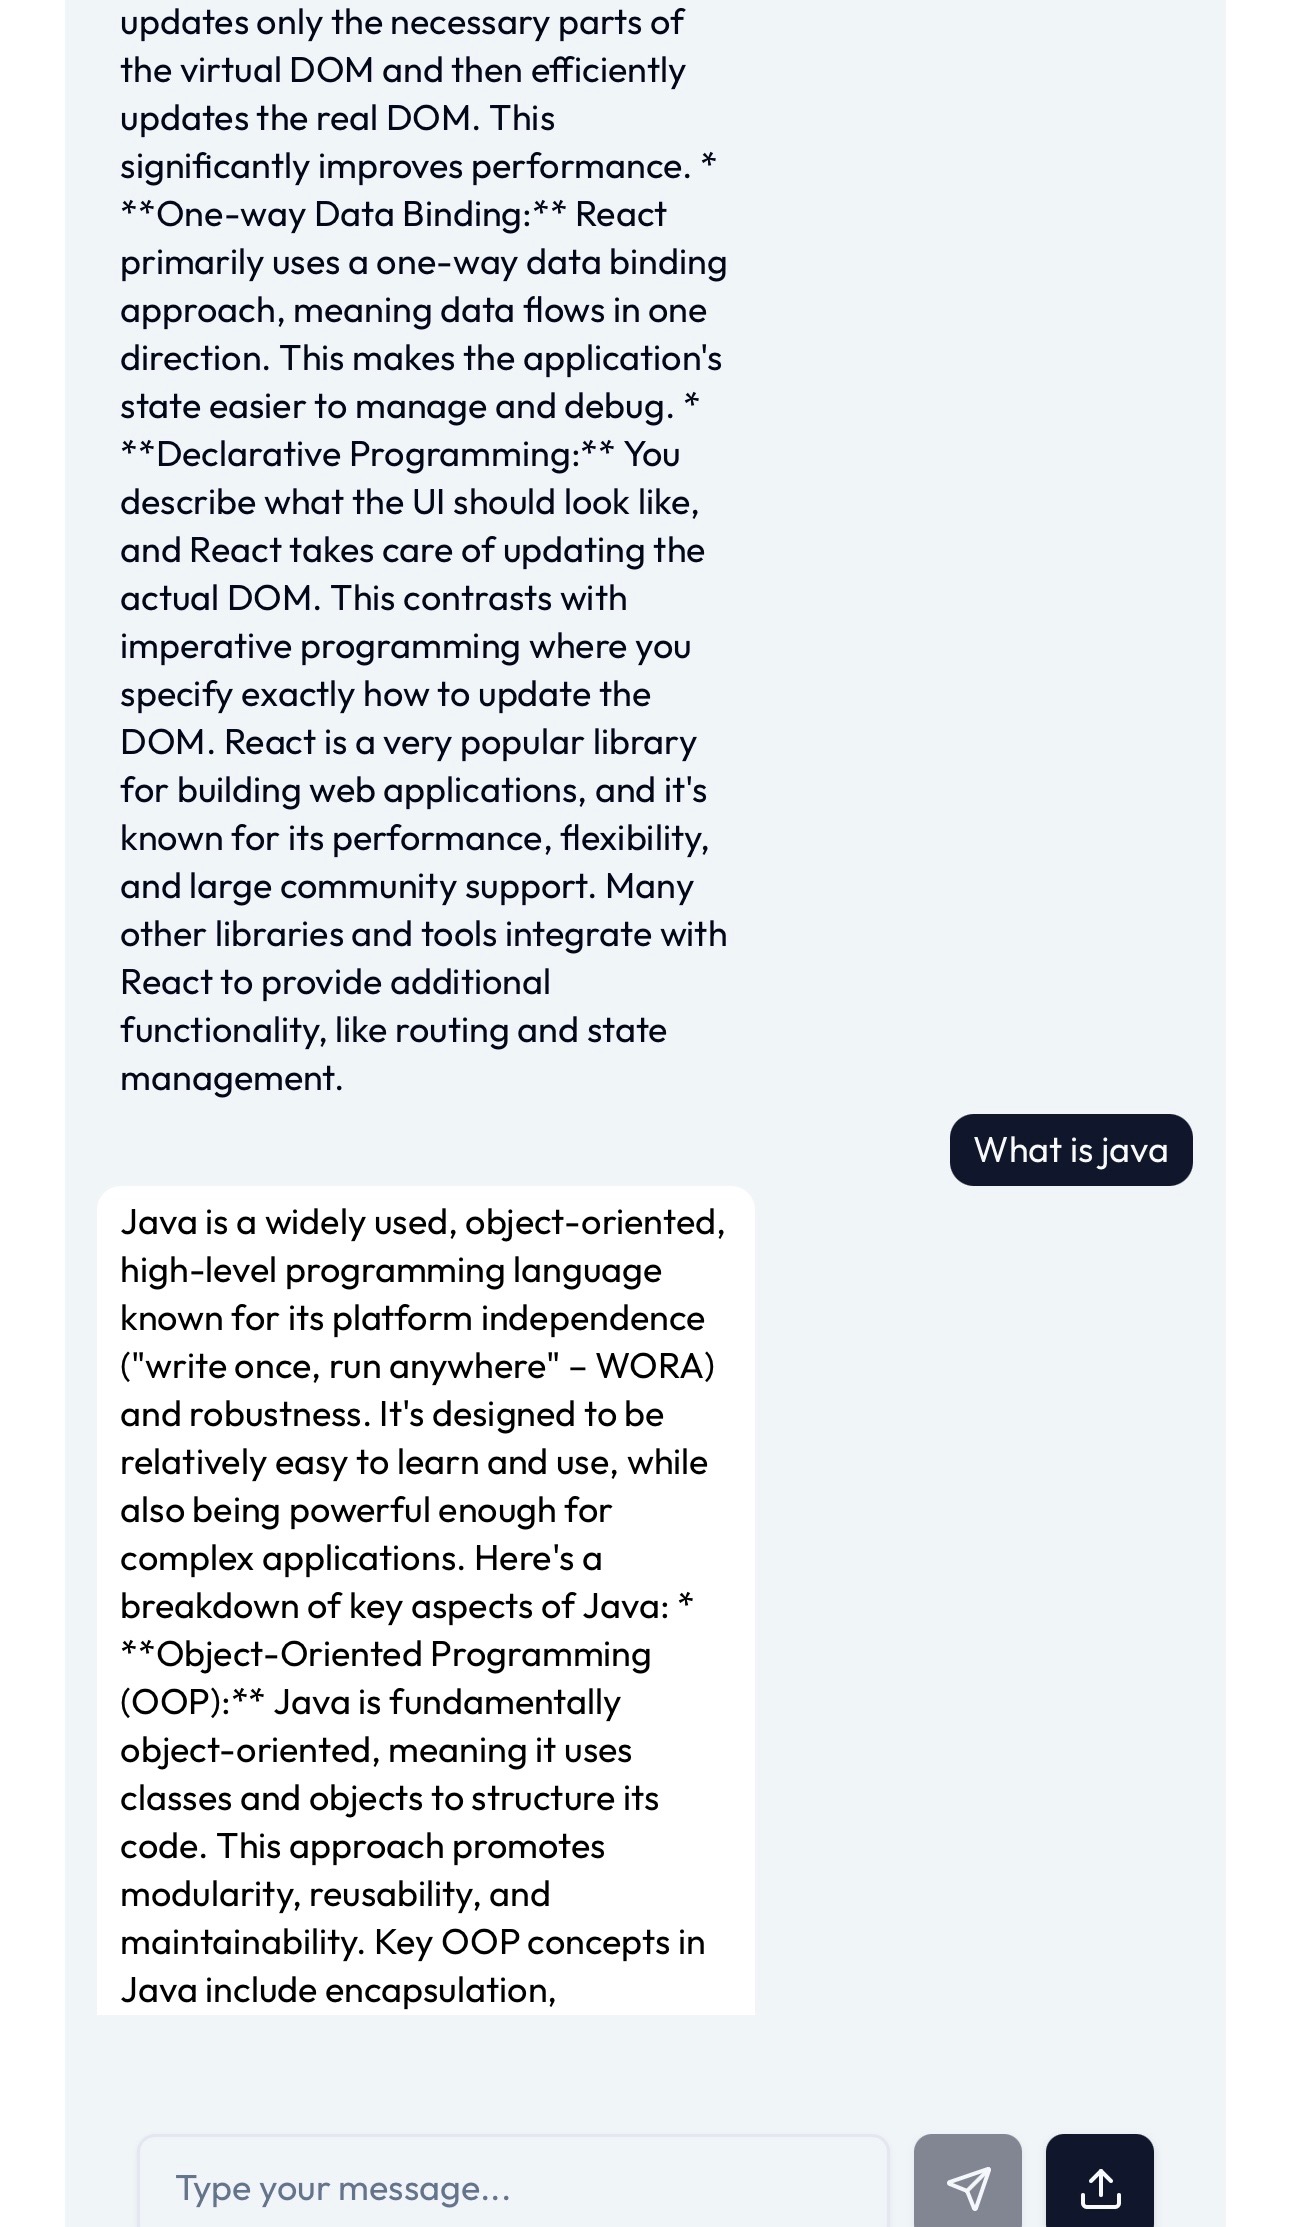 updates only the necessary parts of
the virtual DOM and then efficiently
updates the real DOM. This
significantly improves performance. *
**One-way Data Binding:** React
primarily uses a one-way data binding
approach, meaning data flows in one
direction. This makes the application's
state easier to manage and debug. *
**Declarative Programming:** You
describe what the UI should look like,
and React takes care of updating the
actual DOM. This contrasts with
imperative programming where you
specify exactly how to update the
DOM. React is a very popular library
for building web applications, and it's
known for its performance, flexibility,
and large community support. Many
other libraries and tools integrate with
React to provide additional
functionality, like routing and state
management.
What is java
Java is a widely used, object-oriented,
high-level programming language
known for its platform independence
("write once, run anywhere" – WORA)
and robustness. It's designed to be
relatively easy to learn and use, while
also being powerful enough for
complex applications. Here's a
breakdown of key aspects of Java: *
**Object-Oriented Programming
(OOP):** Java is fundamentally
object-oriented, meaning it uses
classes and objects to structure its
code. This approach promotes
modularity, reusability, and
maintainability. Key OOP concepts in
Java include encapsulation,
Type your message...